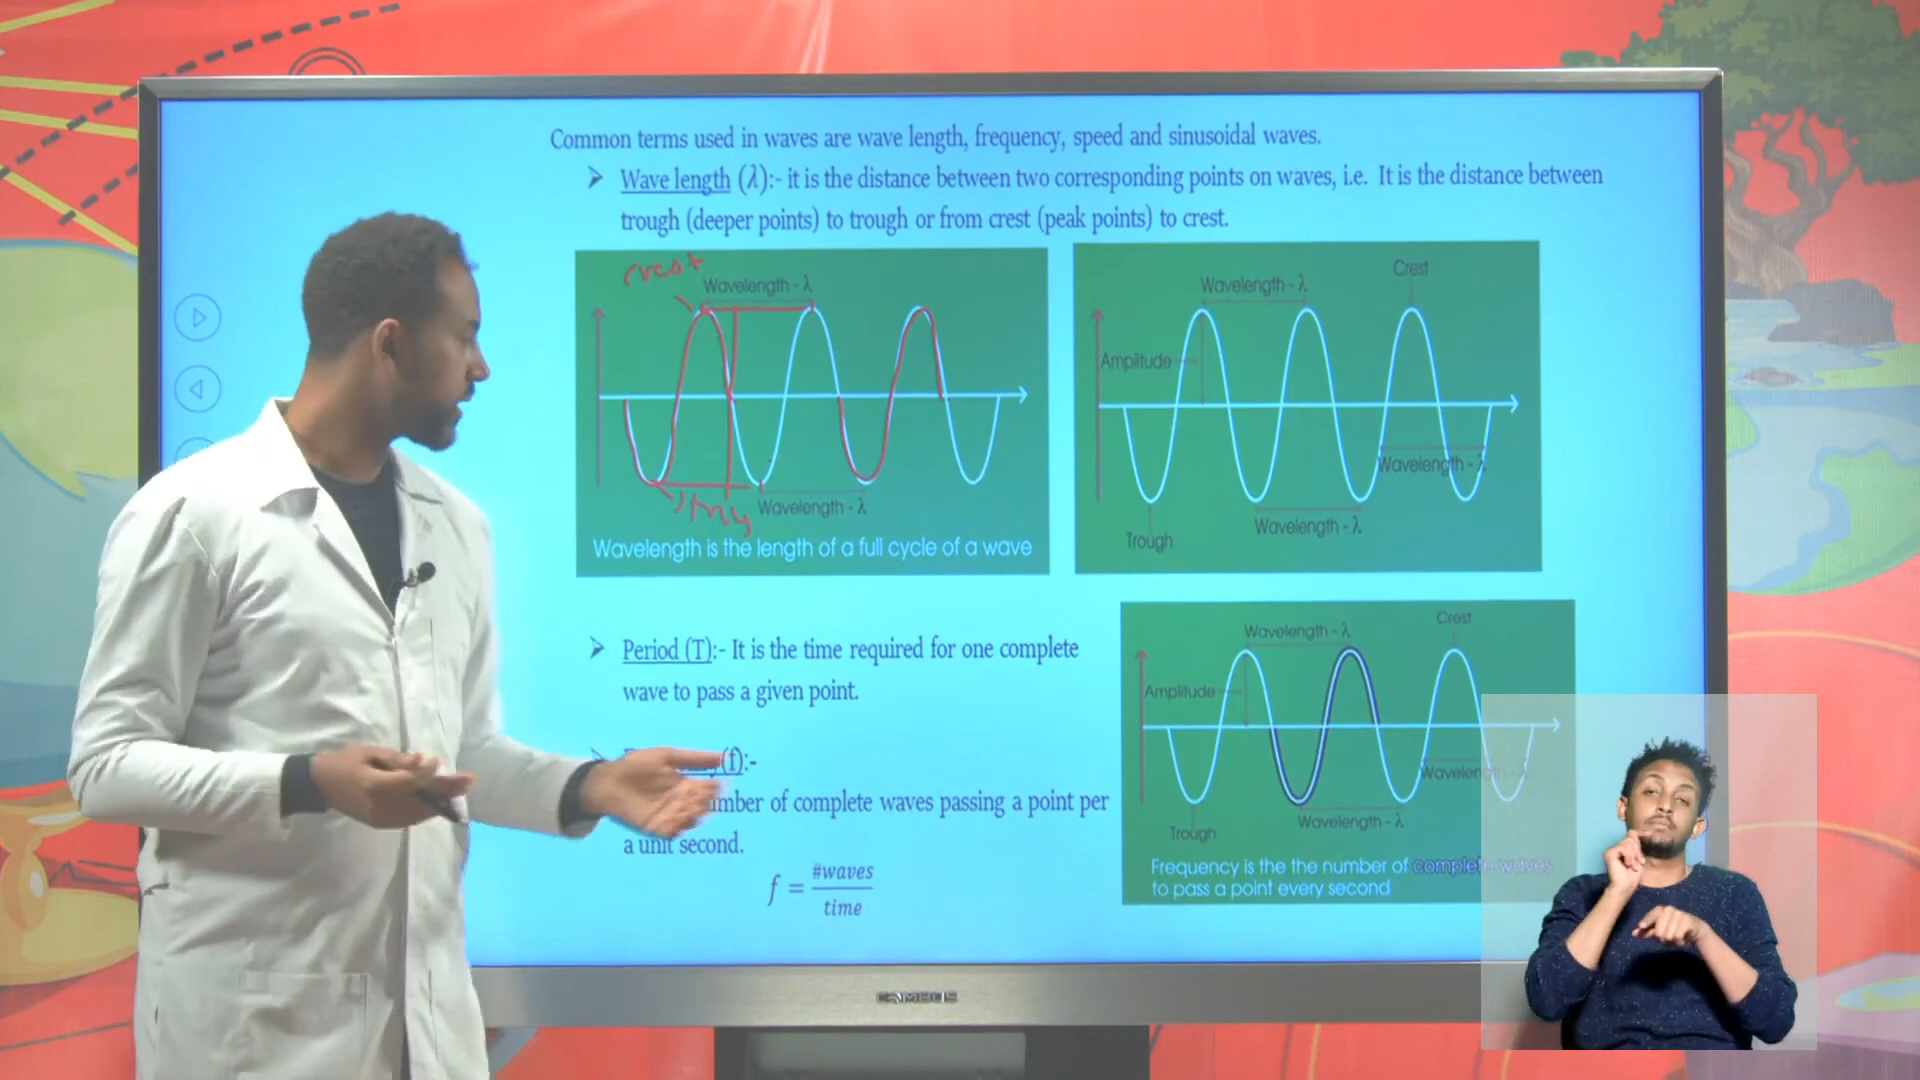 Common terms used in waves are wave length, frequency, speed and sinusoidal waves.
➢ Wave length (λ):- it is the distance between two corresponding points on waves, i.e. It is the distance between
trough (deeper points) to trough or from crest (peak points) to crest.
crest
Wavelength - λ
Wavelength - λ
Wavelength is the length of a full cycle of a wave
Wavelength - λ
Crest
Amplitude
Wavelength - λ
Wavelength - λ
Trough
➢ Period (T):- It is the time required for one complete
wave to pass a given point.
(f):-
mber of complete waves passing a point per
a unit second.
f = #waves
time
Wavelength - λ
Crest
Amplitude
Wavelength - λ
Wavelength - λ
Trough
Frequency is the the number of complete waves
to pass a point every second